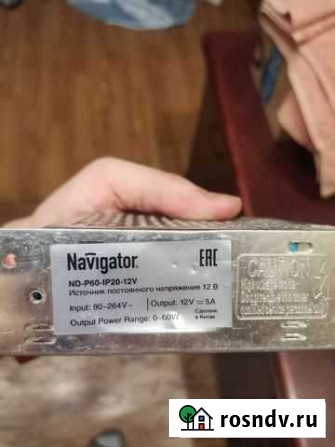 Navigator
EAC
ND-P60-IP20-12V
Источник постоянного напряжения 12 В
Input: 90-264V~ Output: 12V = 5A
Output Power Range: 0-60W
Сделано
в Китае
CAUTION
rosndv.ru